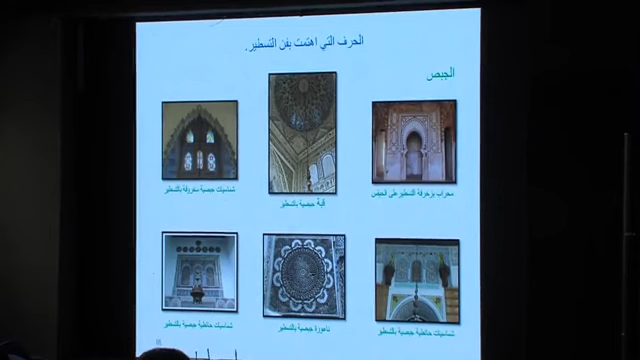 الحرف التي اهتمت بفن التسطير.
الجبص
محراب بزخرفة التسطير على الجبص
قبة جبصية بالتسطير
شماسيات جبصية معروفة بالتسطير
شماسيات حائطية جبصية بالتسطير
ناعورة جبصية بالتسطير
شماسيات حائطية جبصية بالتسطير